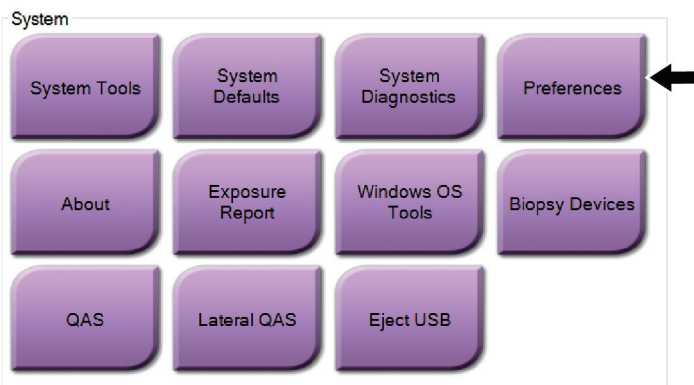 System
System Tools
System
Defaults
System
Diagnostics
Preferences
About
Exposure
Report
Windows OS
Tools
Biopsy Devices
QAS
Lateral QAS
Eject USB